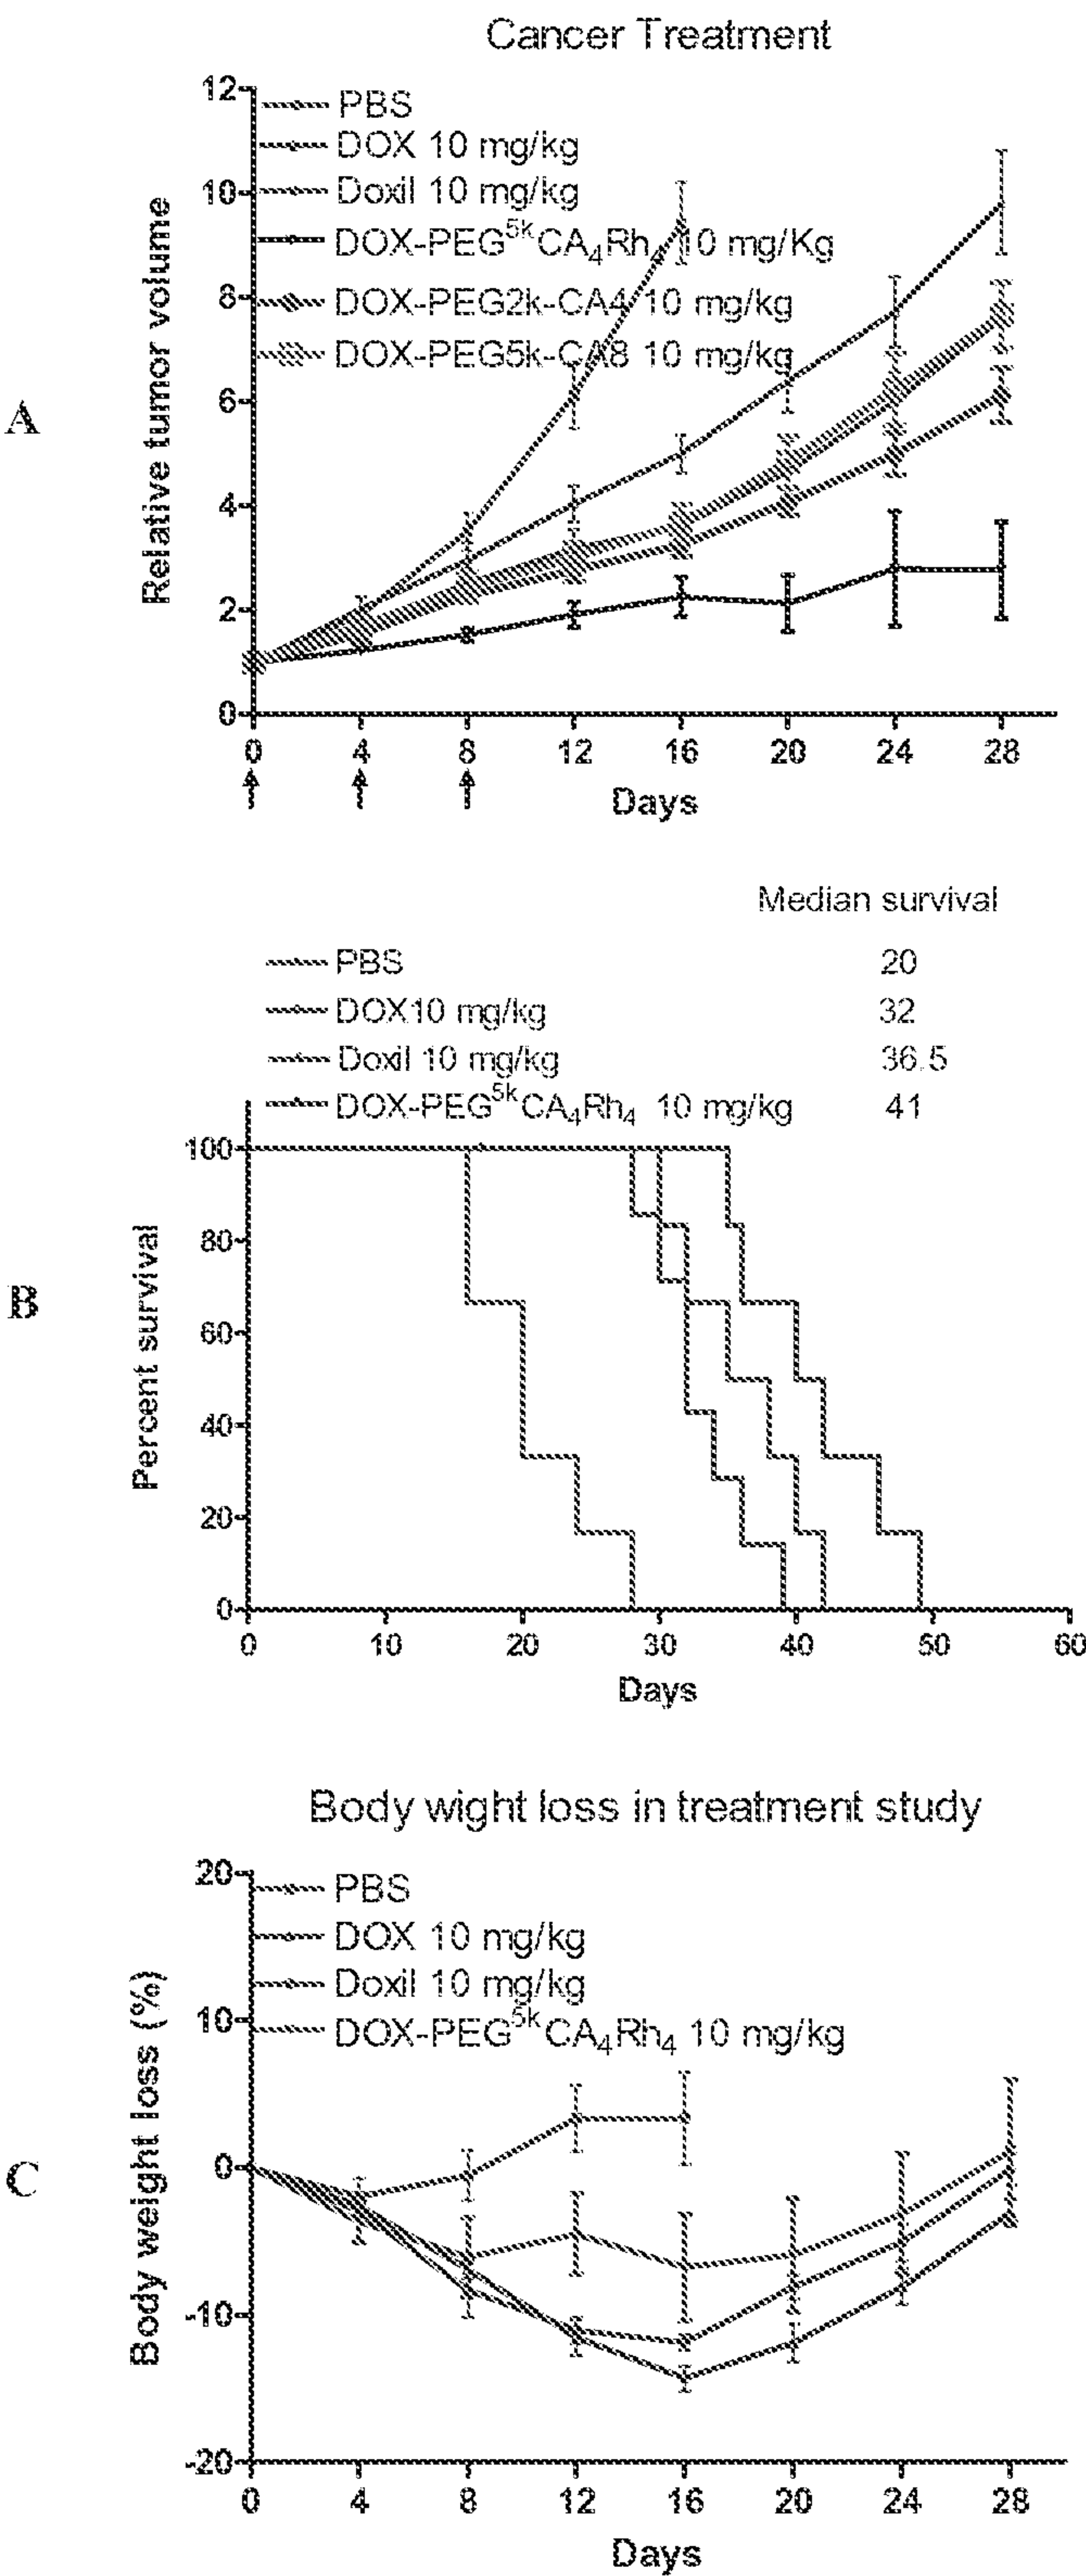 Cancer Treatment
12
PBS
DOX 10 mg/kg
10
Doxil 10 mg/kg
DOX-PEG⁵ᵏCA₄Rh₄ 10 mg/Kg
8
DOX-PEG2k-CA4 10 mg/kg
DOX-PEG5k-CA8 10 mg/kg
A
Relative tumor volume
6
4
2
0
0 4 8 12 16 20 24 28
Days
Median survival
PBS 20
DOX10 mg/kg 32
Doxil 10 mg/kg 36.5
DOX-PEG⁵ᵏCA₄Rh₄ 10 mg/kg 41
100
80
B
Percent survival
60
40
20
0
0 10 20 30 40 50 60
Days
Body wight loss in treatment study
20
PBS
DOX 10 mg/kg
Doxil 10 mg/kg
10
DOX-PEG⁵ᵏCA₄Rh₄ 10 mg/kg
C
Body weight loss (%)
0
-10
-20
0 4 8 12 16 20 24 28
Days